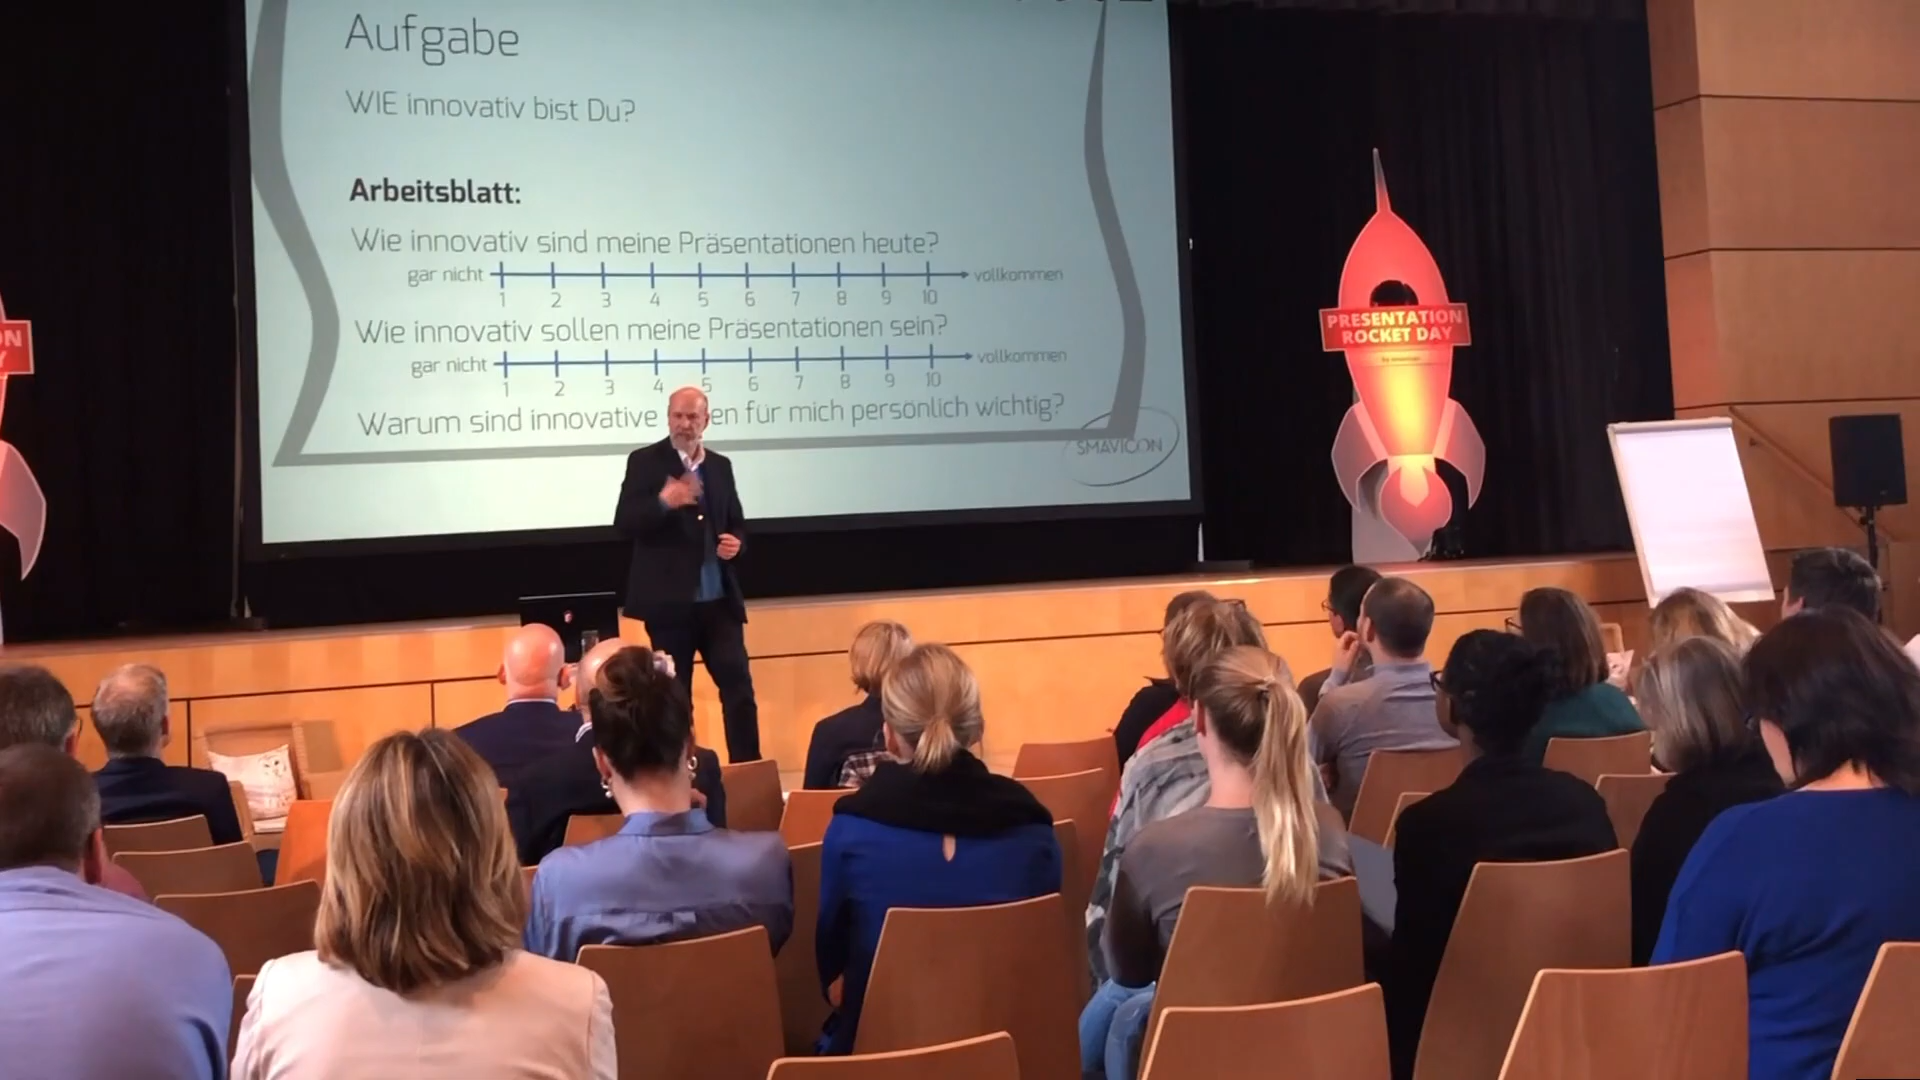 Aufgabe
WIE innovativ bist Du?
Arbeitsblatt:
Wie innovativ sind meine Präsentationen heute?
gar nicht vollkommen
1 2 3 4 5 6 7 8 9 10
Wie innovativ sollen meine Präsentationen sein?
gar nicht vollkommen
1 2 3 4 5 6 7 8 9 10
Warum sind innovative en für mich persönlich wichtig?
SMAVICON
PRESENTATION
ROCKET DAY
ON
Y